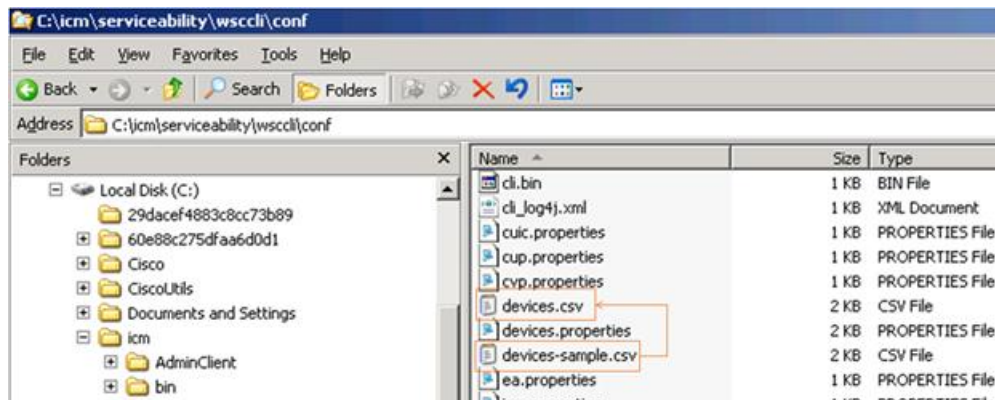 C:\icm\serviceability\wsccli\conf
File Edit View Favorites Tools Help
Back Search Folders
Address C:\icm\serviceability\wsccli\conf
Folders
Local Disk (C:)
29dacef4883c8cc73b89
60e88c275dfaa6d0d1
Cisco
CiscoUtils
Documents and Settings
icm
AdminClient
bin
Name Size Type
cli.bin 1 KB BIN File
cli_log4j.xml 1 KB XML Document
cuic.properties 1 KB PROPERTIES File
cup.properties 1 KB PROPERTIES File
cvp.properties 1 KB PROPERTIES File
devices.csv 2 KB CSV File
devices.properties 2 KB PROPERTIES File
devices-sample.csv 2 KB CSV File
ea.properties 1 KB PROPERTIES File